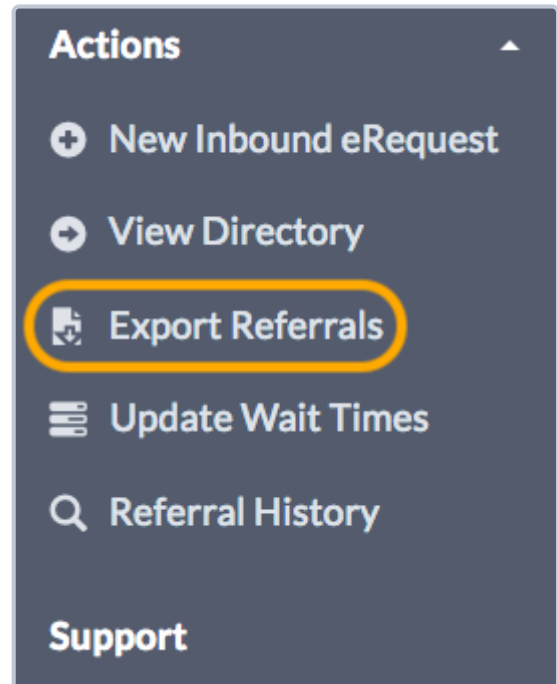 Actions
New Inbound eRequest
View Directory
Export Referrals
Update Wait Times
Referral History
Support